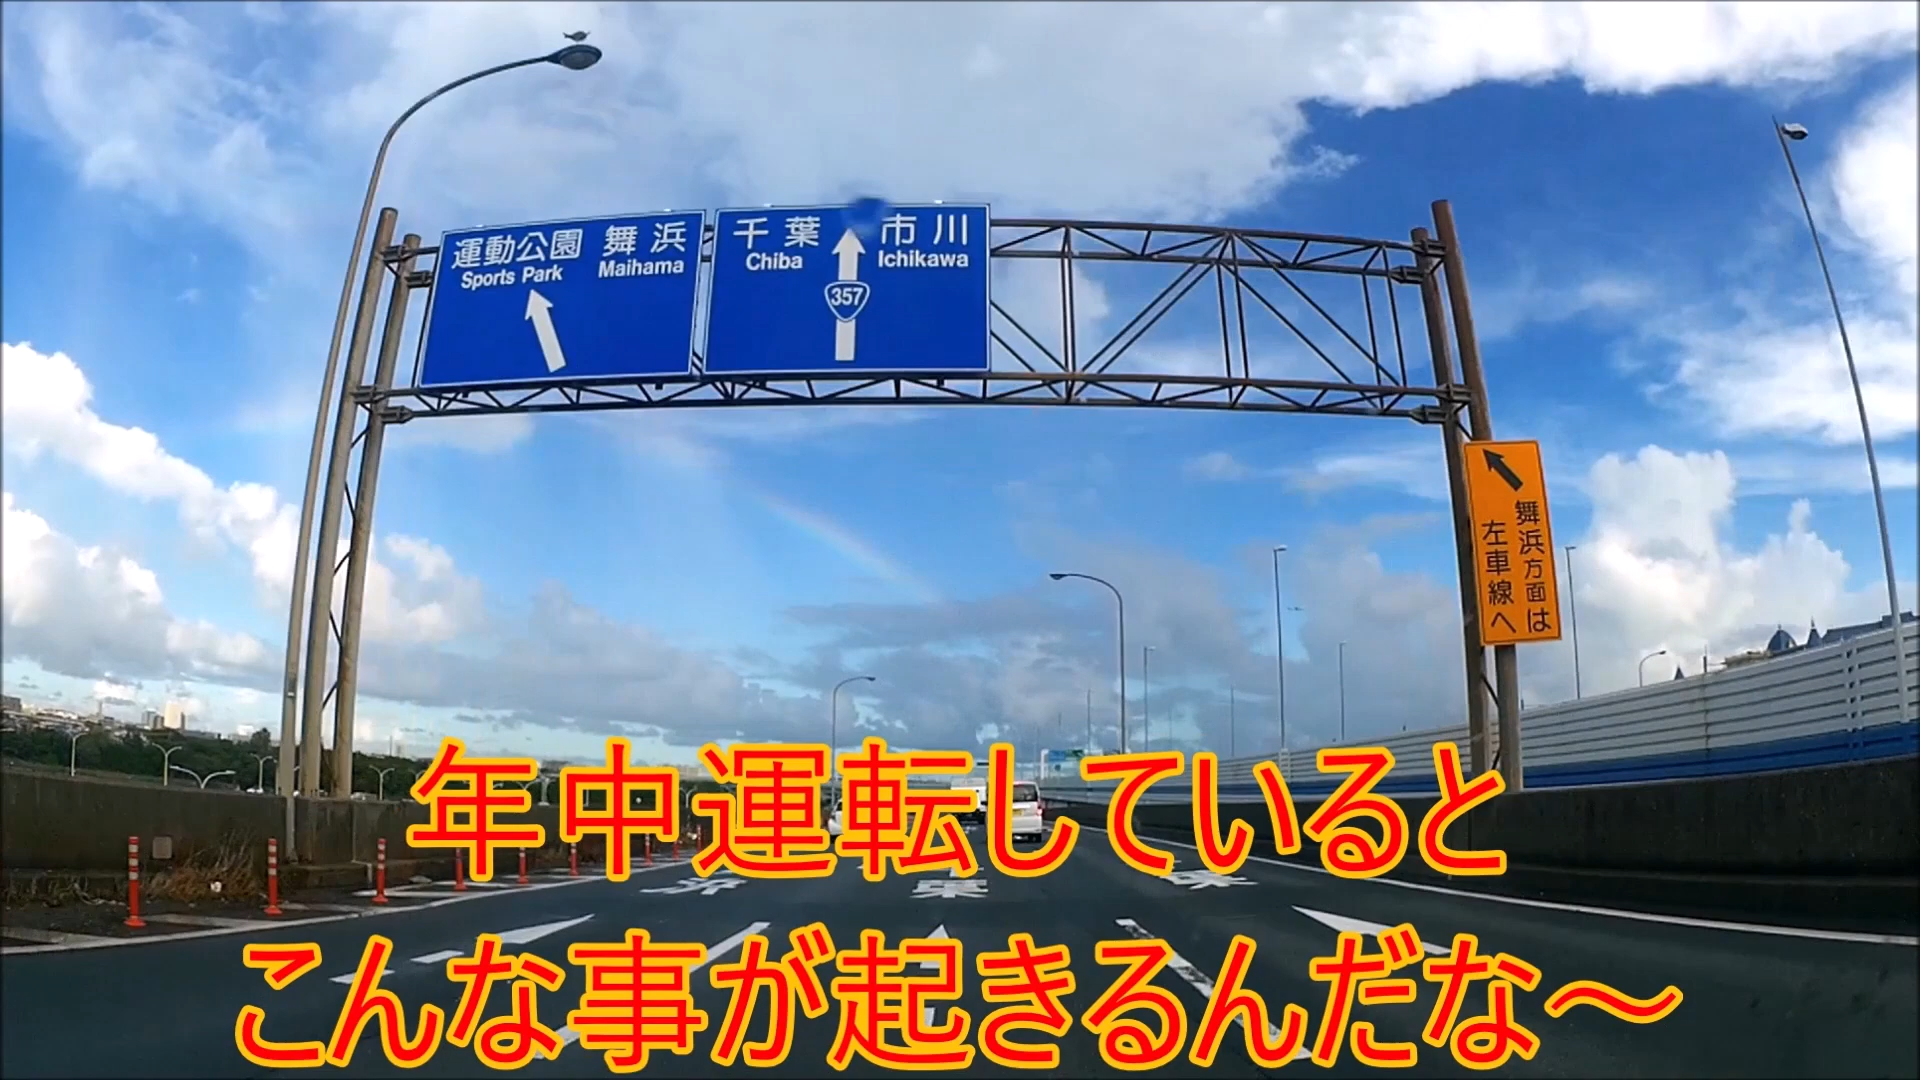 運動公園 舞浜
Sports Park Maihama
千葉 市川
Chiba Ichikawa
357
舞浜方面は
左車線へ
年中運転していると
こんな事が起きるんだな～